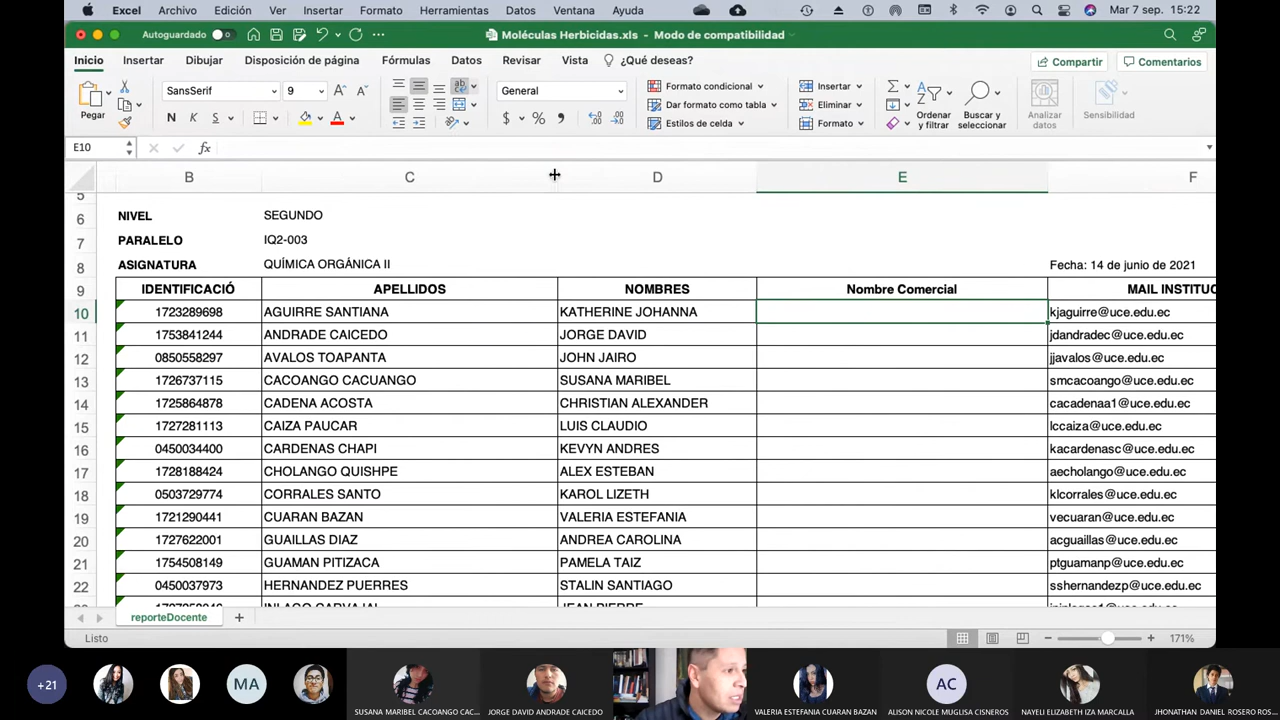 Excel Archivo Edición Ver Insertar Formato Herramientas Datos Ventana Ayuda Mar 7 sep. 15:22
Autoguardado Moléculas Herbicidas.xls - Modo de compatibilidad
Inicio Insertar Dibujar Disposición de página Fórmulas Datos Revisar Vista ¿Qué deseas? Compartir Comentarios
Pegar SansSerif 9 General Formato condicional Insertar
Dar formato como tabla Eliminar Ordenar y filtrar Buscar y seleccionar Analizar datos Sensibilidad
N K S A $ % Estilos de celda Formato
E10 fx
B C D E F
5
6 NIVEL SEGUNDO
7 PARALELO IQ2-003
8 ASIGNATURA QUÍMICA ORGÁNICA II Fecha: 14 de junio de 2021
9 IDENTIFICACIÓ APELLIDOS NOMBRES Nombre Comercial MAIL INSTITUC
10 1723289698 AGUIRRE SANTIANA KATHERINE JOHANNA kjaguirre@uce.edu.ec
11 1753841244 ANDRADE CAICEDO JORGE DAVID jdandradec@uce.edu.ec
12 0850558297 AVALOS TOAPANTA JOHN JAIRO jjavalos@uce.edu.ec
13 1726737115 CACOANGO CACUANGO SUSANA MARIBEL smcacoango@uce.edu.ec
14 1725864878 CADENA ACOSTA CHRISTIAN ALEXANDER cacadenaa1@uce.edu.ec
15 1727281113 CAIZA PAUCAR LUIS CLAUDIO lccaiza@uce.edu.ec
16 0450034400 CARDENAS CHAPI KEVYN ANDRES kacardenasc@uce.edu.ec
17 1728188424 CHOLANGO QUISHPE ALEX ESTEBAN aecholango@uce.edu.ec
18 0503729774 CORRALES SANTO KAROL LIZETH klcorrales@uce.edu.ec
19 1721290441 CUARAN BAZAN VALERIA ESTEFANIA vecuaran@uce.edu.ec
20 1727622001 GUAILLAS DIAZ ANDREA CAROLINA acguaillas@uce.edu.ec
21 1754508149 GUAMAN PITIZACA PAMELA TAIZ ptguamanp@uce.edu.ec
22 0450037973 HERNANDEZ PUERRES STALIN SANTIAGO sshernandezp@uce.edu.ec
reporteDocente +
Listo 171%
+21 MA AC
SUSANA MARIBEL CACOANGO CAC... JORGE DAVID ANDRADE CAICEDO VALERIA ESTEFANIA CUARAN BAZAN ALISON NICOLE MUGLISA CISNEROS NAYELI ELIZABETH IZA MARCALLA JHONATHAN DANIEL ROSERO ROS...